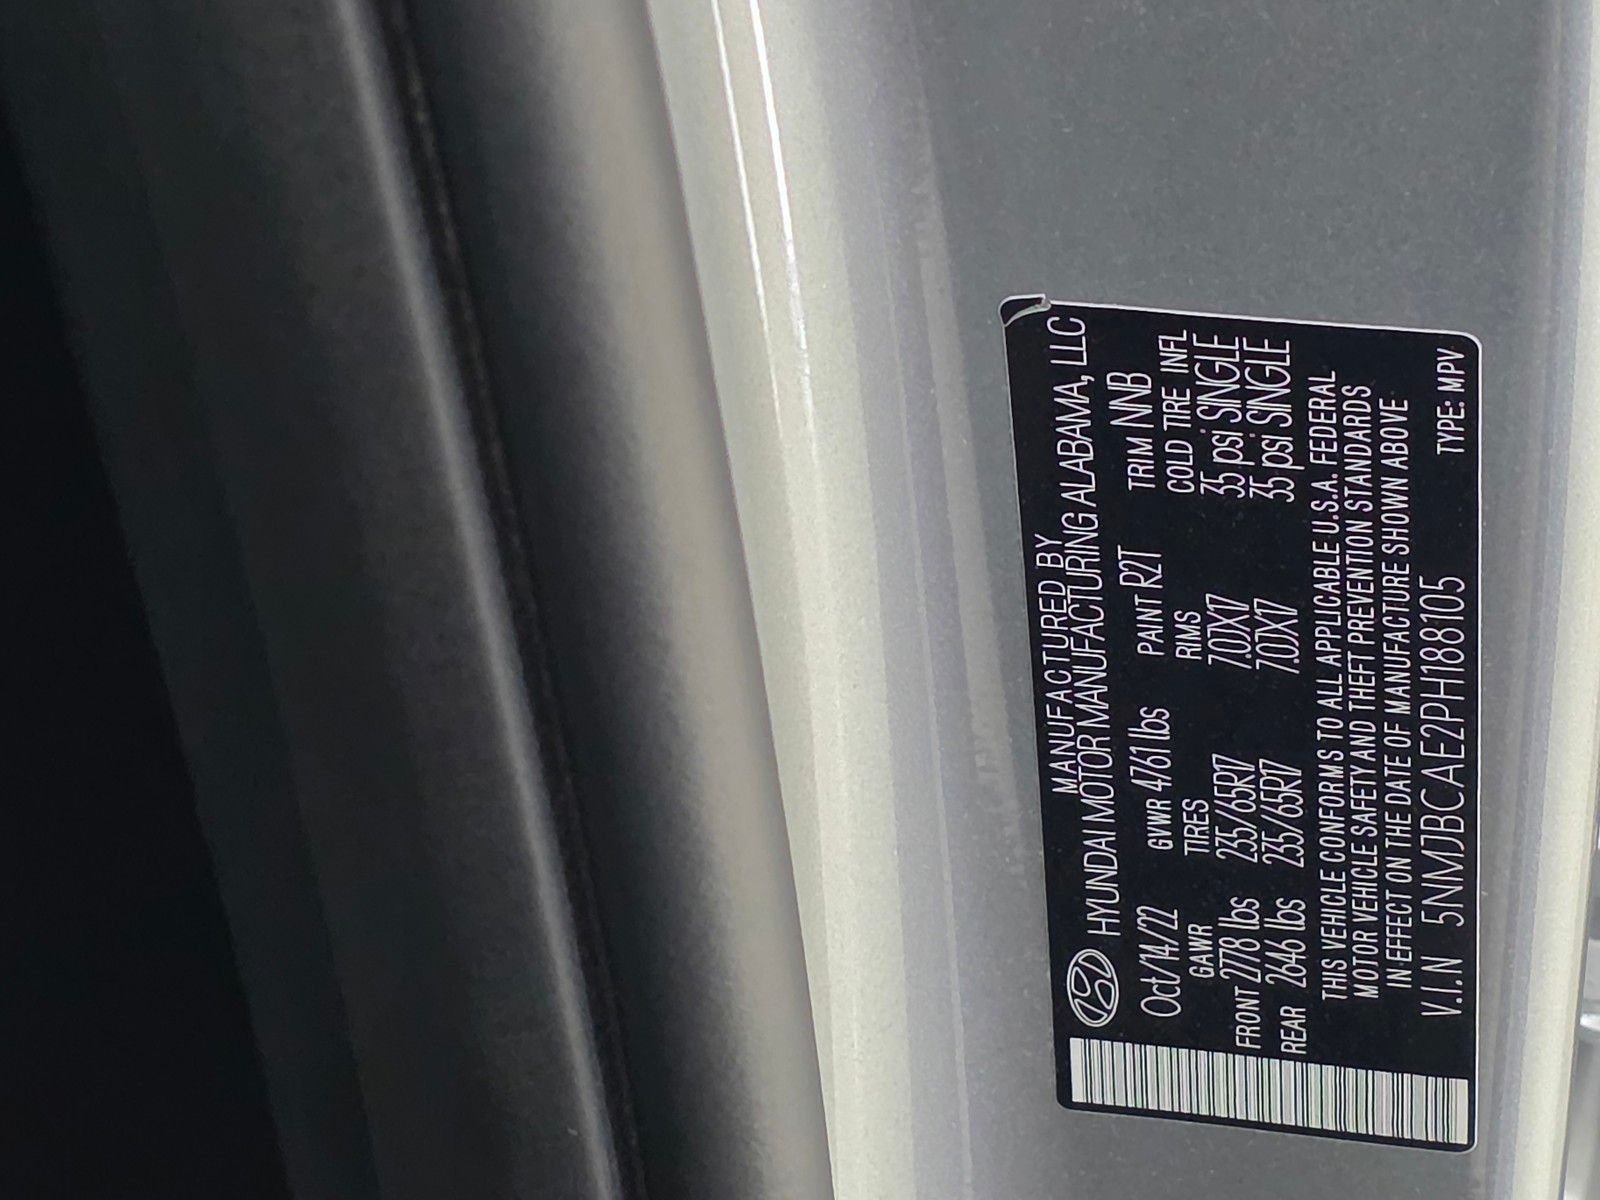 MANUFACTURED BY
HYUNDAI MOTOR MANUFACTURING ALABAMA, LLC
Oct/14/22 GVWR 4761 lbs PAINT R2T TRIM NNB
GAWR TIRES RIMS COLD TIRE INFL
FRONT 2778 lbs 235/65R17 7.0JX17 35 psi SINGLE
REAR 2646 lbs 235/65R17 7.0JX17 35 psi SINGLE
THIS VEHICLE CONFORMS TO ALL APPLICABLE U.S.A. FEDERAL
MOTOR VEHICLE SAFETY AND THEFT PREVENTION STANDARDS
IN EFFECT ON THE DATE OF MANUFACTURE SHOWN ABOVE
V.I.N 5NMJBCAE2PH188105 TYPE: MPV